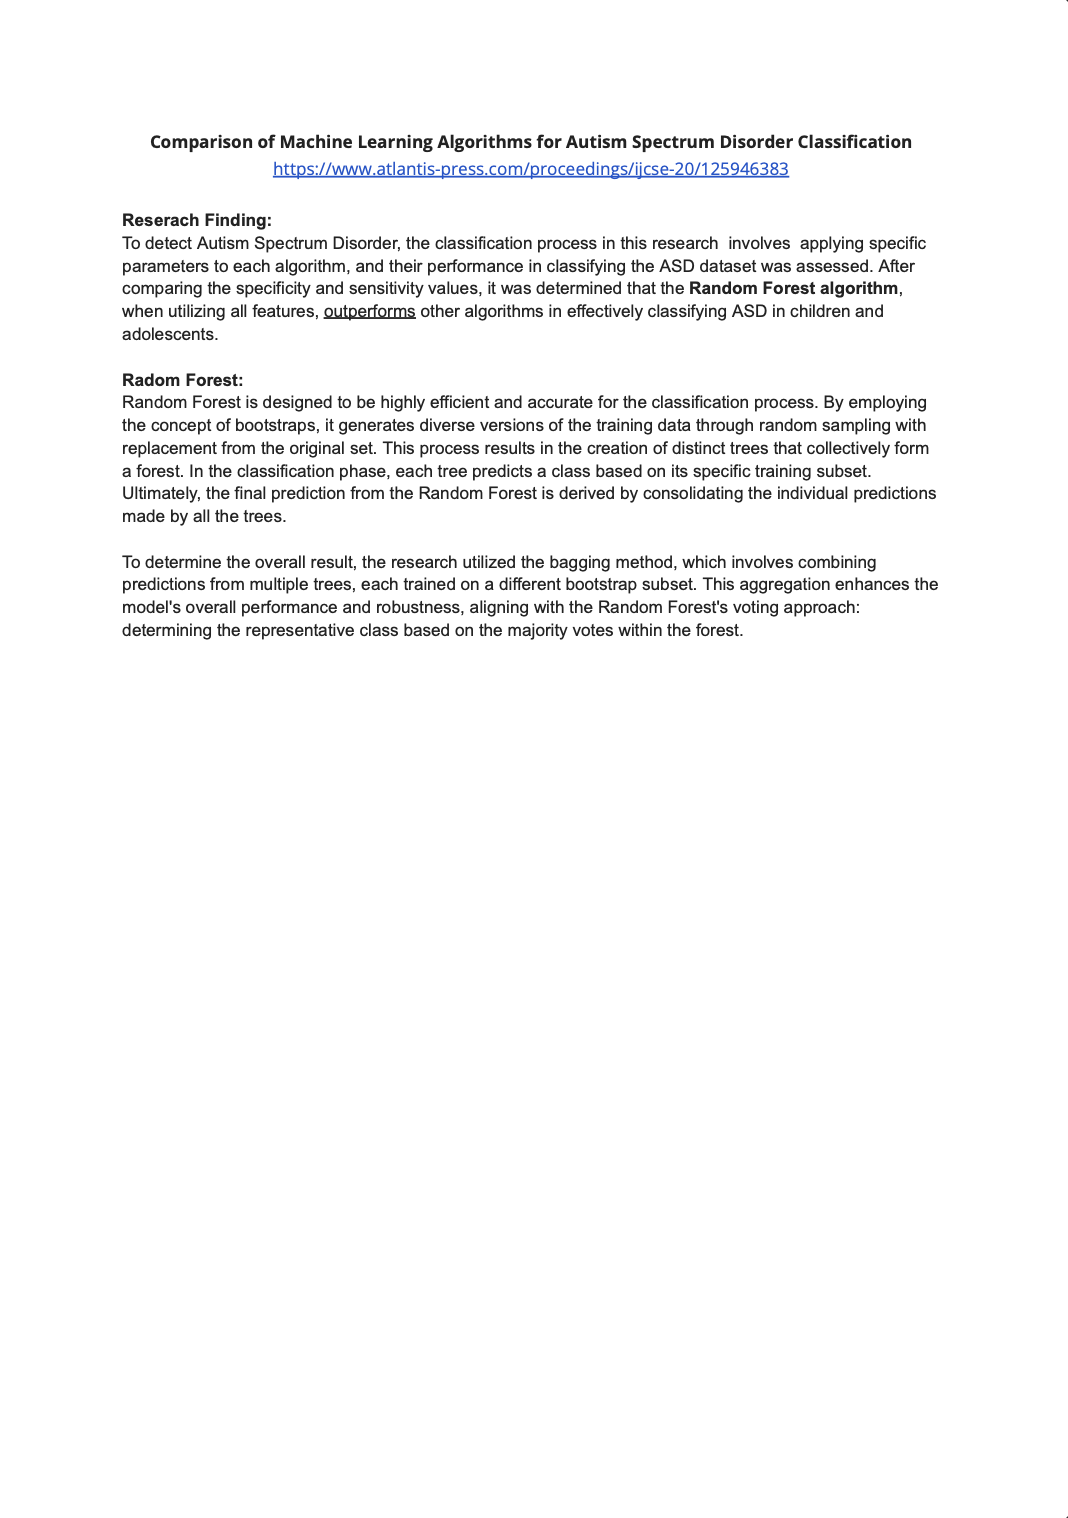 Comparison of Machine Learning Algorithms for Autism Spectrum Disorder Classification
https://www.atlantis-press.com/proceedings/ijcse-20/125946383
Reserach Finding:
To detect Autism Spectrum Disorder, the classification process in this research  involves  applying specific
parameters to each algorithm, and their performance in classifying the ASD dataset was assessed. After
comparing the specificity and sensitivity values, it was determined that the Random Forest algorithm,
when utilizing all features, outperforms other algorithms in effectively classifying ASD in children and
adolescents.
Radom Forest:
Random Forest is designed to be highly efficient and accurate for the classification process. By employing
the concept of bootstraps, it generates diverse versions of the training data through random sampling with
replacement from the original set. This process results in the creation of distinct trees that collectively form
a forest. In the classification phase, each tree predicts a class based on its specific training subset.
Ultimately, the final prediction from the Random Forest is derived by consolidating the individual predictions
made by all the trees.
To determine the overall result, the research utilized the bagging method, which involves combining
predictions from multiple trees, each trained on a different bootstrap subset. This aggregation enhances the
model's overall performance and robustness, aligning with the Random Forest's voting approach:
determining the representative class based on the majority votes within the forest.